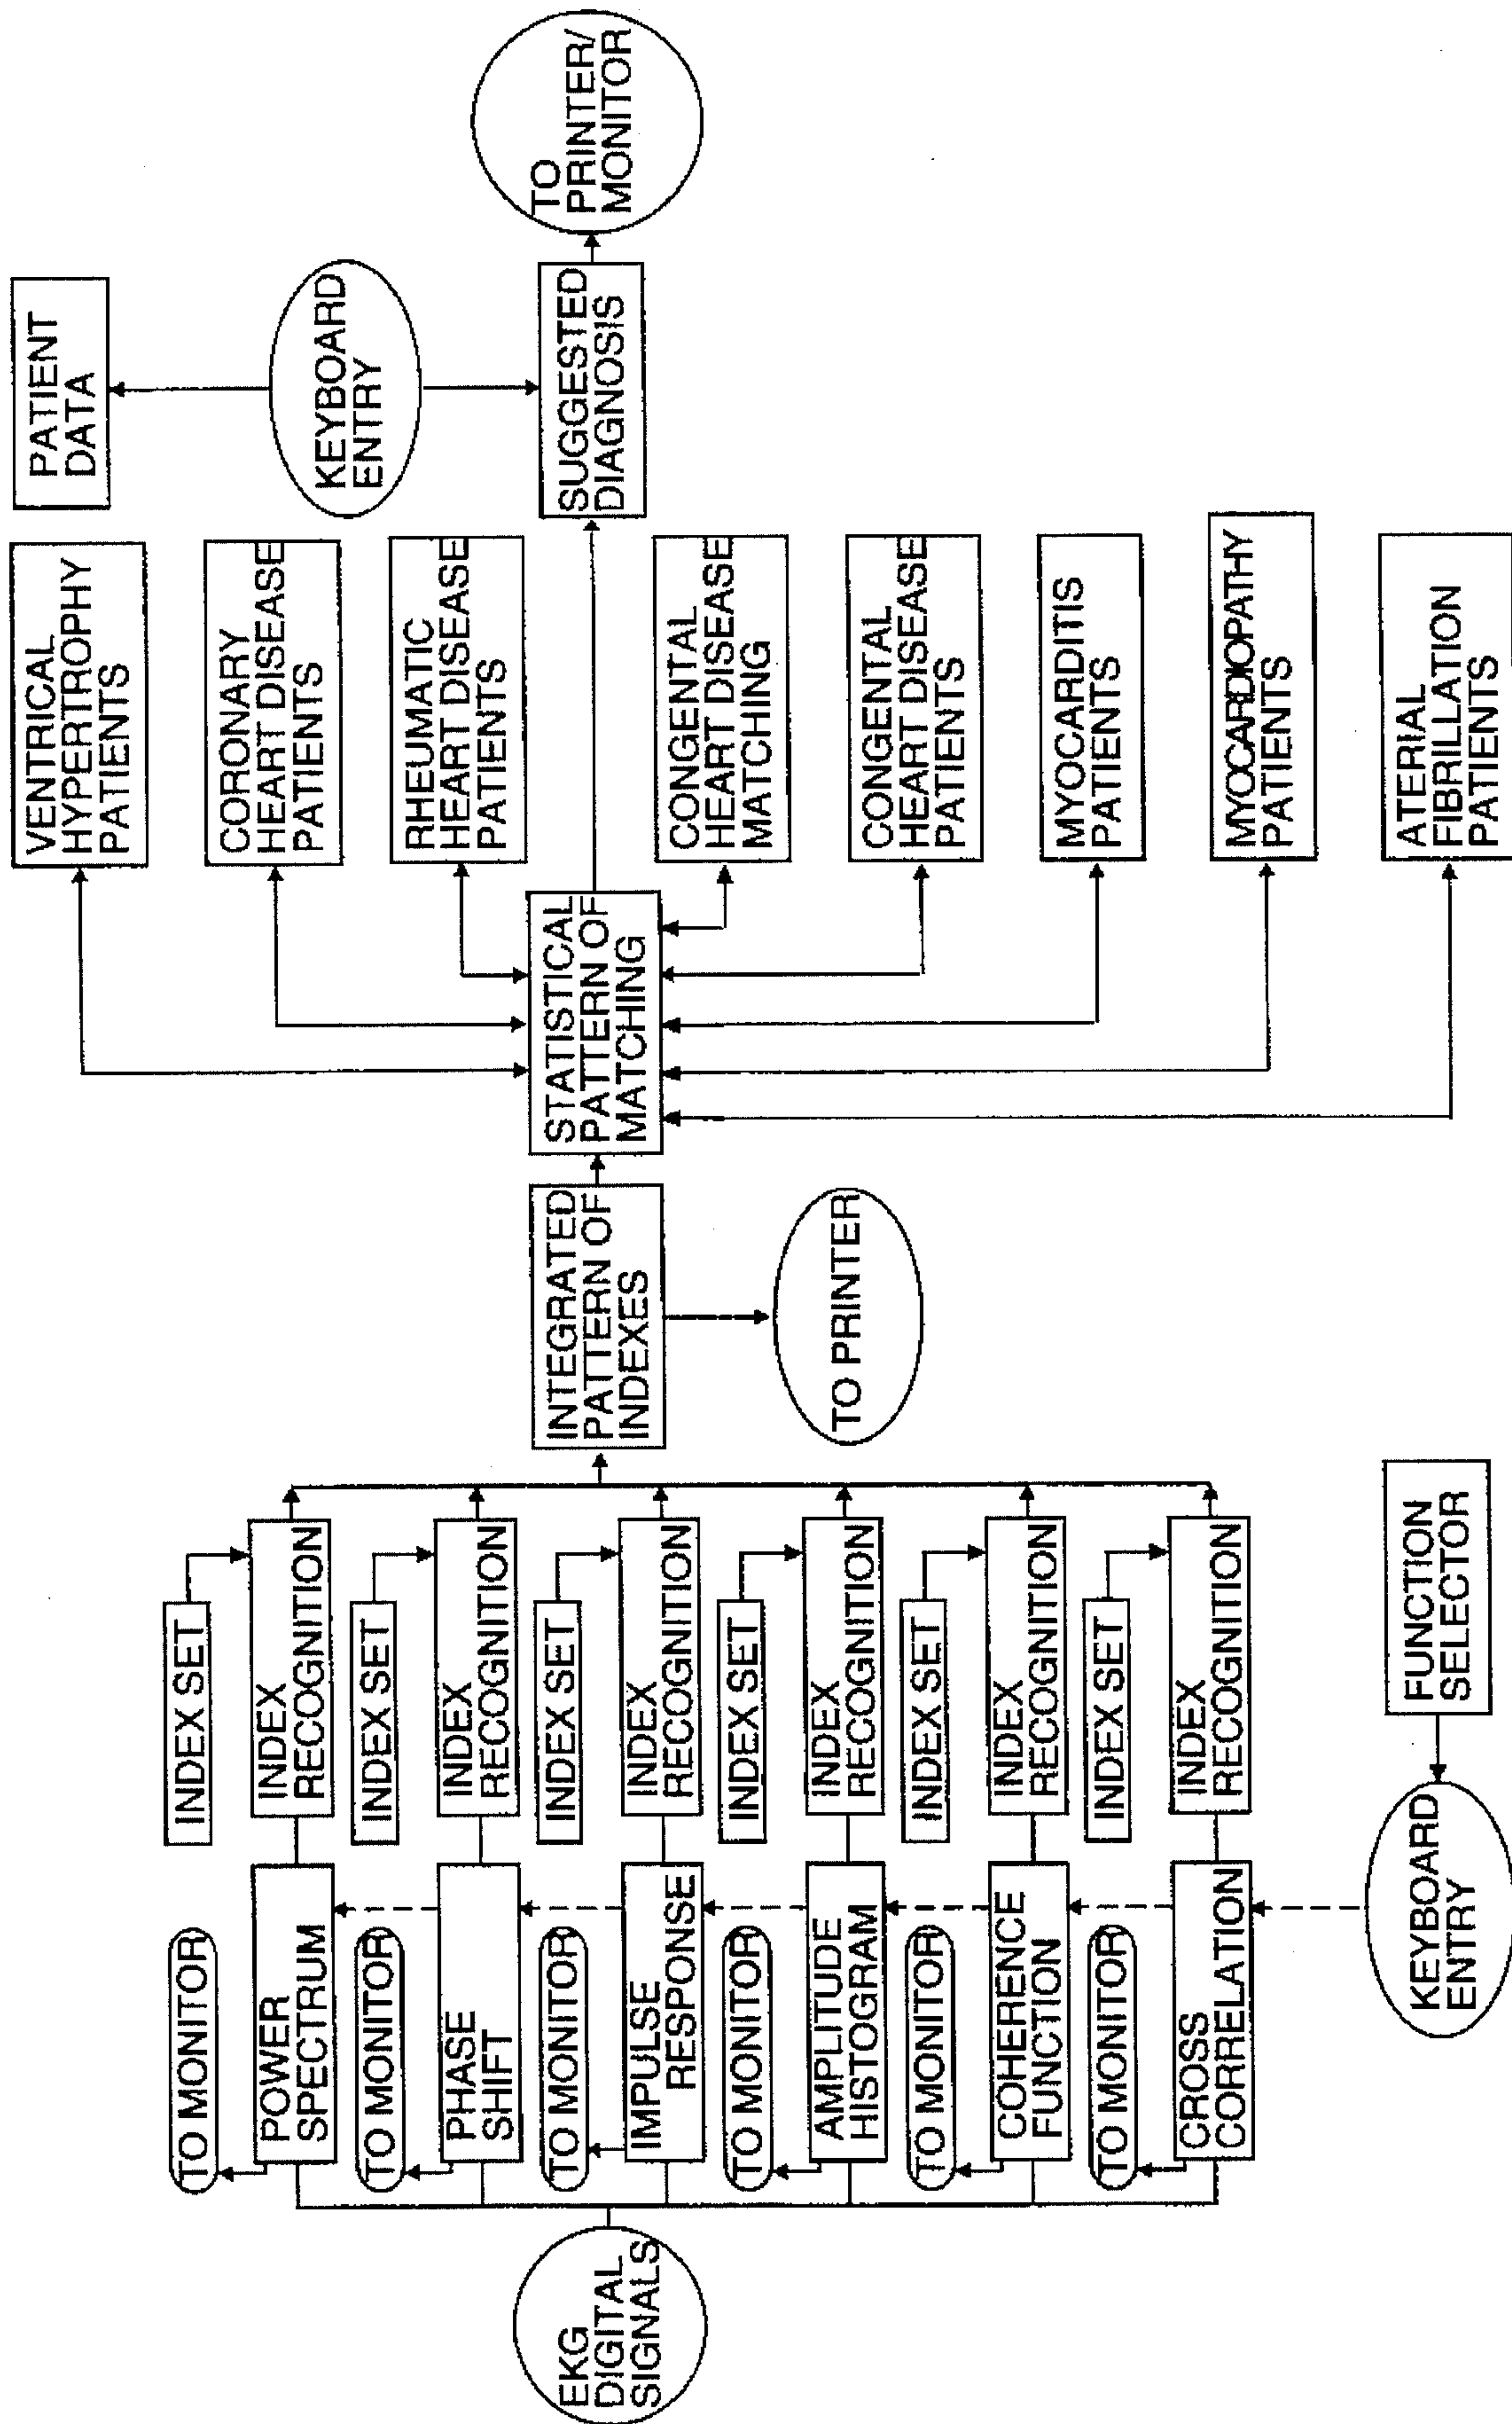 EKG
DIGITAL
SIGNALS
TO MONITOR
POWER
SPECTRUM
INDEX SET
INDEX
RECOGNITION
TO MONITOR
PHASE
SHIFT
INDEX SET
INDEX
RECOGNITION
TO MONITOR
IMPULSE
RESPONSE
INDEX SET
INDEX
RECOGNITION
TO MONITOR
AMPLITUDE
HISTOGRAM
INDEX SET
INDEX
RECOGNITION
TO MONITOR
COHERENCE
FUNCTION
INDEX SET
INDEX
RECOGNITION
TO MONITOR
CROSS
CORRELATION
INDEX SET
INDEX
RECOGNITION
KEYBOARD
ENTRY
FUNCTION
SELECTOR
INTEGRATED
PATTERN OF
INDEXES
TO PRINTER
STATISTICAL
PATTERN OF
MATCHING
VENTRICAL
HYPERTROPHY
PATIENTS
CORONARY
HEART DISEASE
PATIENTS
RHEUMATIC
HEART DISEASE
PATIENTS
CONGENTAL
HEART DISEASE
MATCHING
CONGENTAL
HEART DISEASE
PATIENTS
MYOCARDITIS
PATIENTS
MYOCARDIOPATHY
PATIENTS
ATERIAL
FIBRILLATION
PATIENTS
PATIENT
DATA
KEYBOARD
ENTRY
SUGGESTED
DIAGNOSIS
TO
PRINTER/
MONITOR